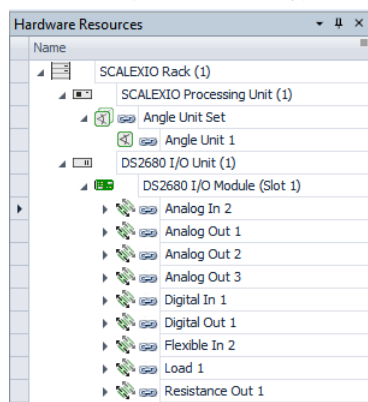 Hardware Resources
Name
SCALEXIO Rack (1)
SCALEXIO Processing Unit (1)
Angle Unit Set
Angle Unit 1
DS2680 I/O Unit (1)
DS2680 I/O Module (Slot 1)
Analog In 2
Analog Out 1
Analog Out 2
Analog Out 3
Digital In 1
Digital Out 1
Flexible In 2
Load 1
Resistance Out 1